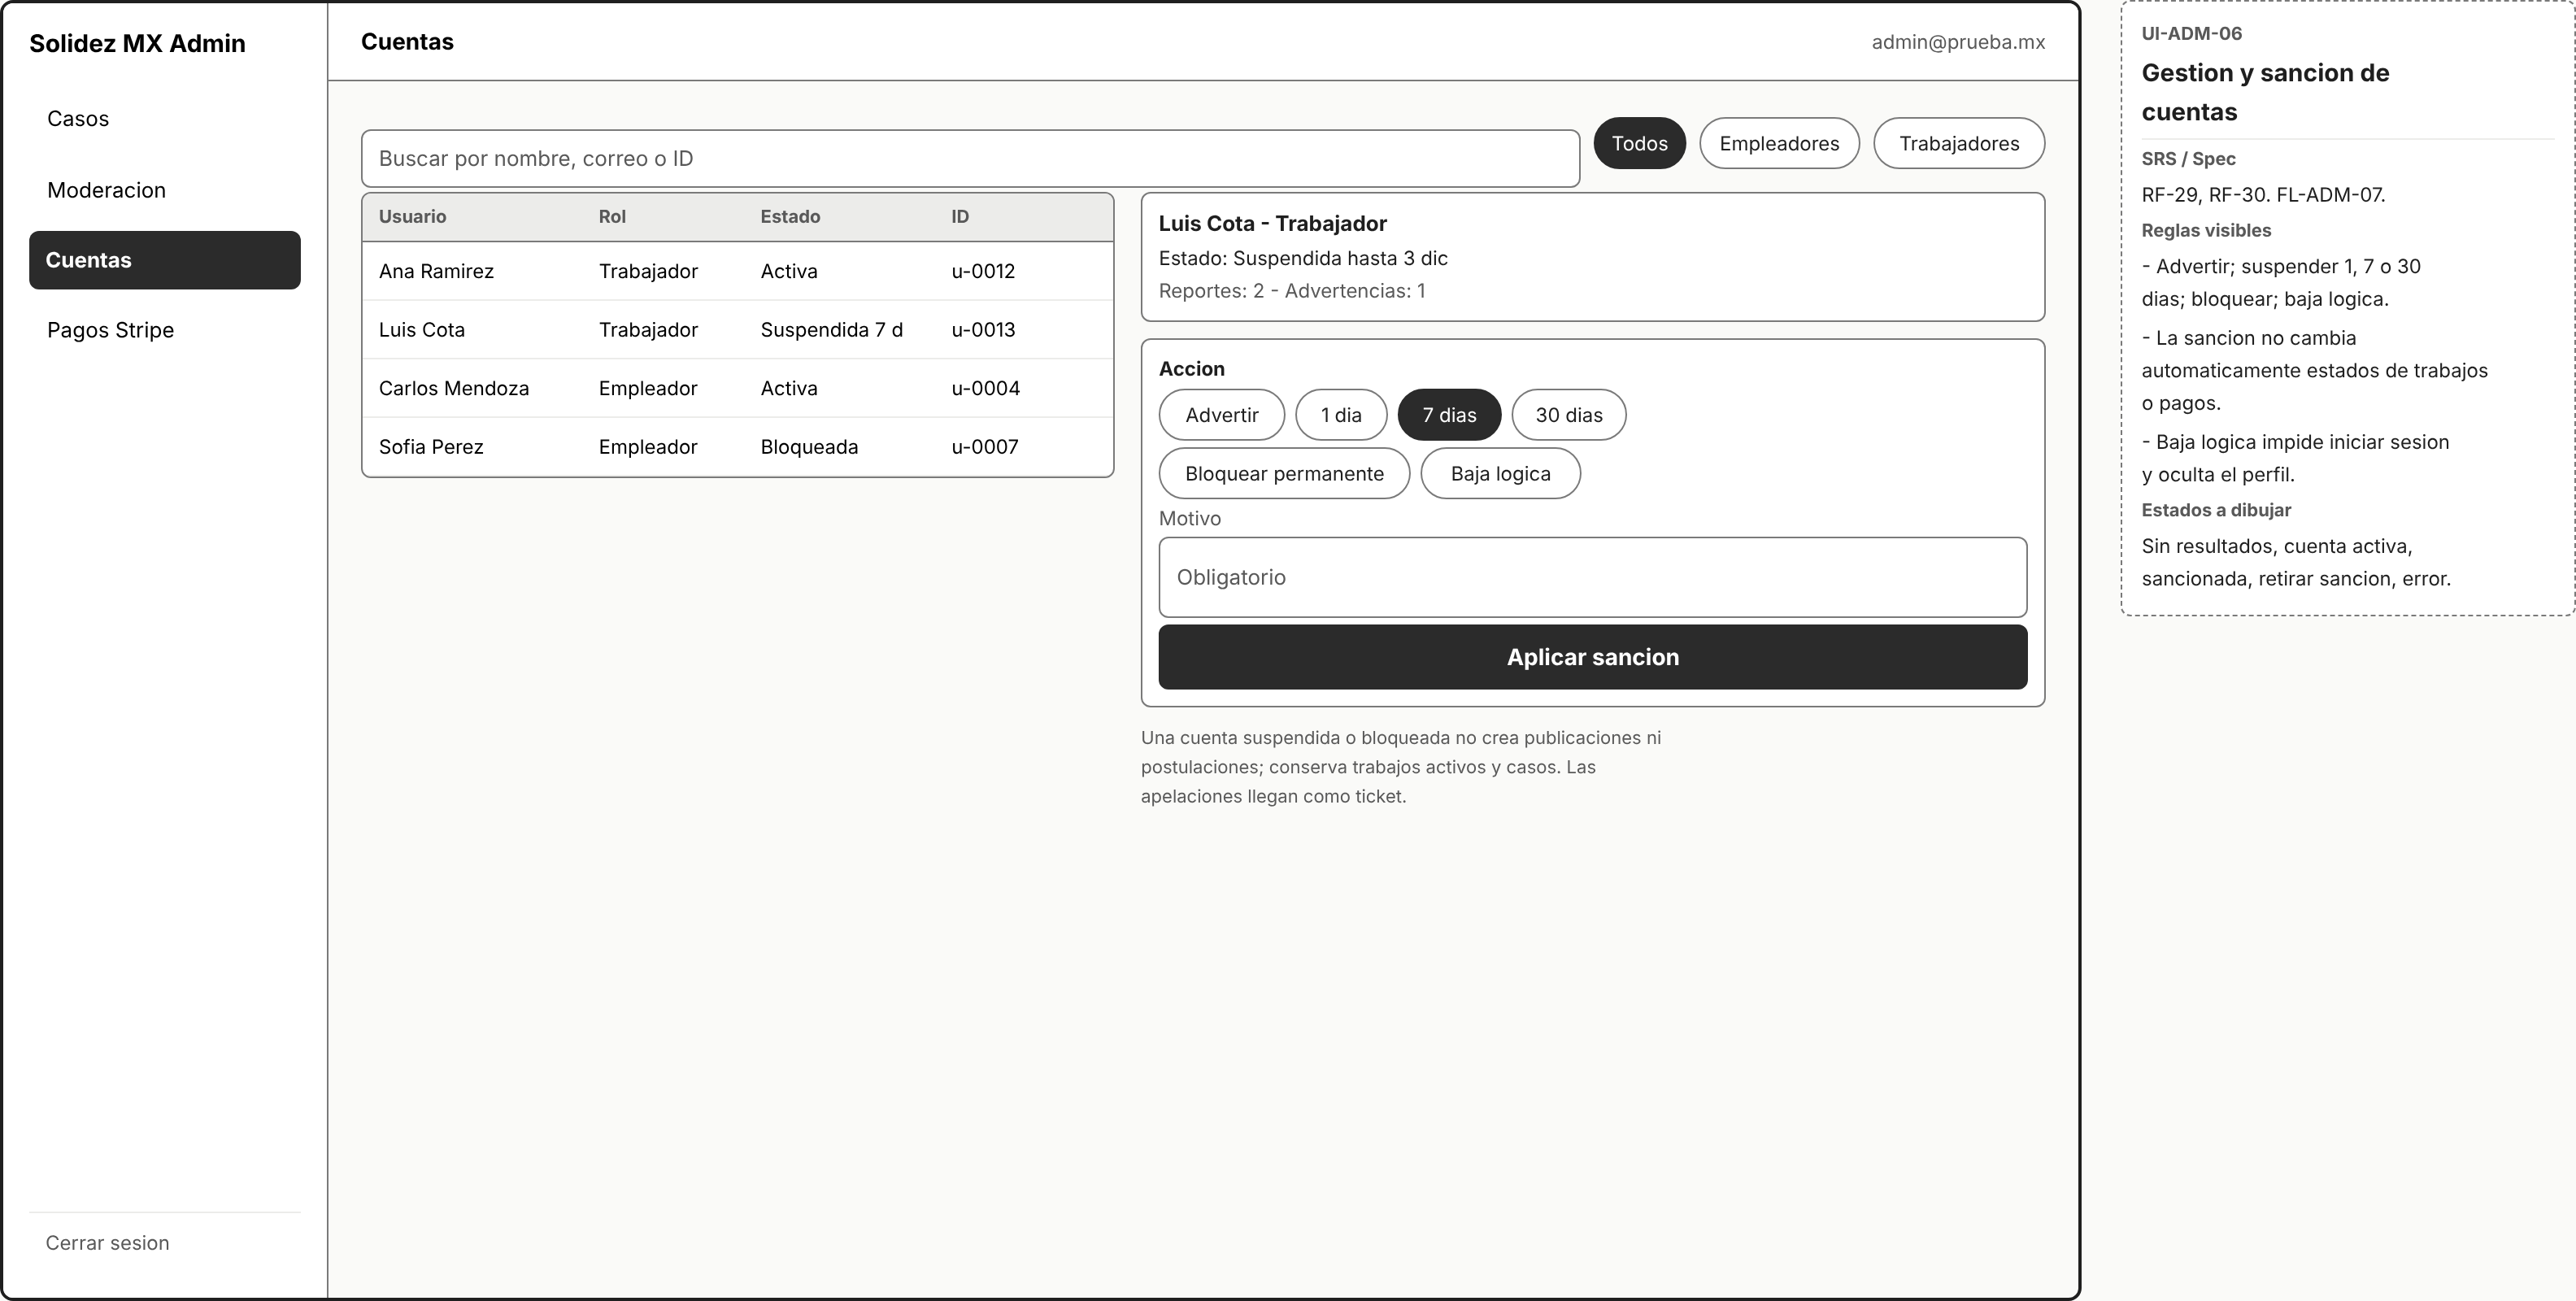 Solidez MX Admin
Casos
Moderacion
Cuentas
Pagos Stripe
Cerrar sesion
Cuentas
admin@prueba.mx
Buscar por nombre, correo o ID
Todos
Empleadores
Trabajadores
Usuario Rol Estado ID
Ana Ramirez Trabajador Activa u-0012
Luis Cota Trabajador Suspendida 7 d u-0013
Carlos Mendoza Empleador Activa u-0004
Sofia Perez Empleador Bloqueada u-0007
Luis Cota - Trabajador
Estado: Suspendida hasta 3 dic
Reportes: 2 - Advertencias: 1
Accion
Advertir 1 dia 7 dias 30 dias
Bloquear permanente Baja logica
Motivo
Obligatorio
Aplicar sancion
Una cuenta suspendida o bloqueada no crea publicaciones ni
postulaciones; conserva trabajos activos y casos. Las
apelaciones llegan como ticket.
UI-ADM-06
Gestion y sancion de
cuentas
SRS / Spec
RF-29, RF-30. FL-ADM-07.
Reglas visibles
- Advertir; suspender 1, 7 o 30
dias; bloquear; baja logica.
- La sancion no cambia
automaticamente estados de trabajos
o pagos.
- Baja logica impide iniciar sesion
y oculta el perfil.
Estados a dibujar
Sin resultados, cuenta activa,
sancionada, retirar sancion, error.